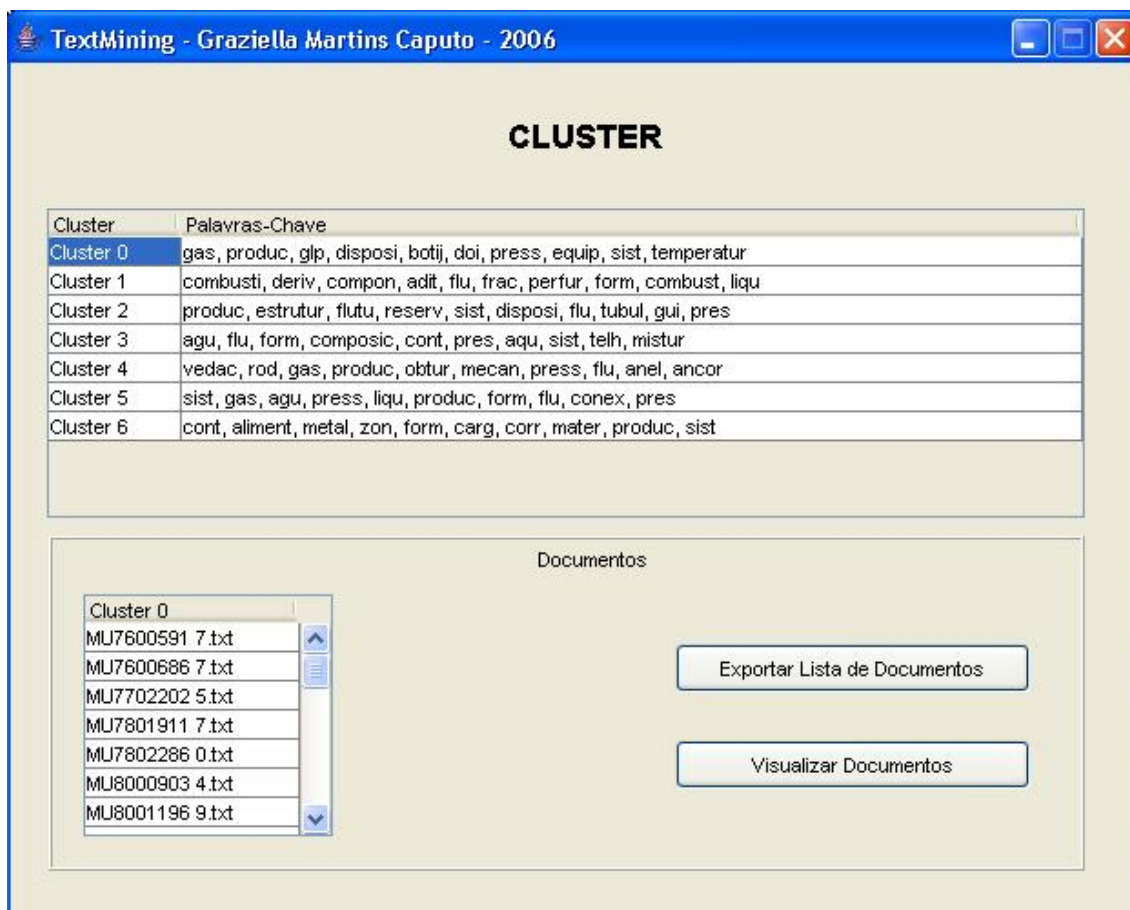 TextMining - Graziella Martins Caputo - 2006
CLUSTER
Cluster Palavras-Chave
Cluster 0 gas, produc, glp, disposi, botij, doi, press, equip, sist, temperatur
Cluster 1 combusti, deriv, compon, adit, flu, frac, perfur, form, combust, liqu
Cluster 2 produc, estrutur, flutu, reserv, sist, disposi, flu, tubul, gui, pres
Cluster 3 agu, flu, form, composic, cont, pres, aqu, sist, telh, mistur
Cluster 4 vedac, rod, gas, produc, obtur, mecan, press, flu, anel, ancor
Cluster 5 sist, gas, agu, press, liqu, produc, form, flu, conex, pres
Cluster 6 cont, aliment, metal, zon, form, carg, corr, mater, produc, sist
Documentos
Cluster 0
MU7600591 7.txt
MU7600686 7.txt
MU7702202 5.txt
MU7801911 7.txt
MU7802286 0.txt
MU8000903 4.txt
MU8001196 9.txt
Exportar Lista de Documentos
Visualizar Documentos